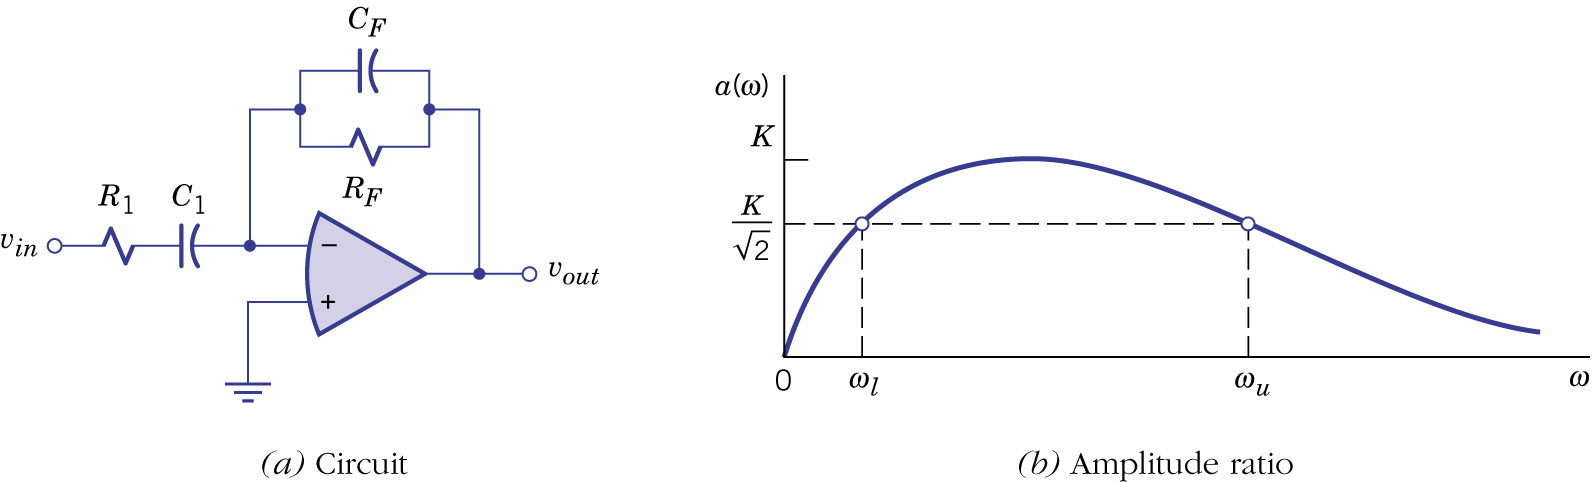 C_F
R_F
R_1
C_1
v_in
−
+
v_out
(a) Circuit
a(ω)
K
K/√2
0
ω_l
ω_u
ω
(b) Amplitude ratio